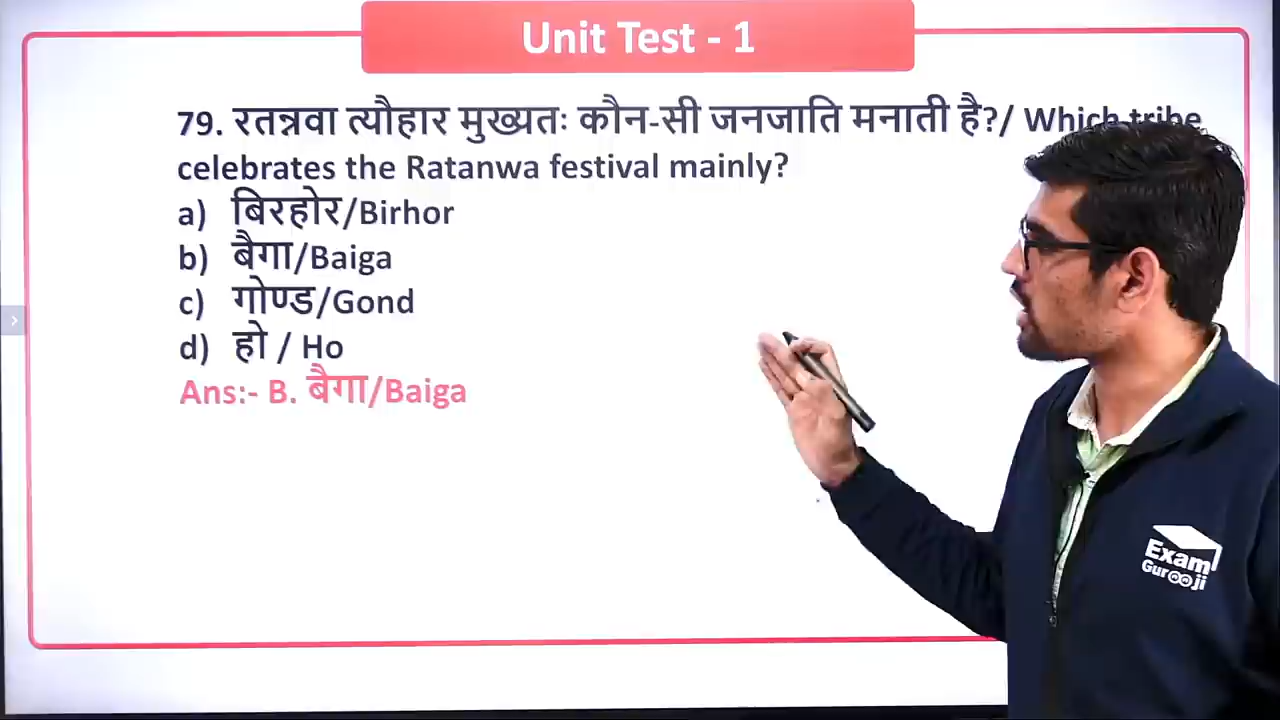 Unit Test - 1
79. रतन्नवा त्यौहार मुख्यतः कौन-सी जनजाति मनाती है?/ Which tribe
celebrates the Ratanwa festival mainly?
a) बिरहोर/Birhor
b) बैगा/Baiga
c) गोण्ड/Gond
d) हो / Ho
Ans:- B. बैगा/Baiga
Exam
Gurooji